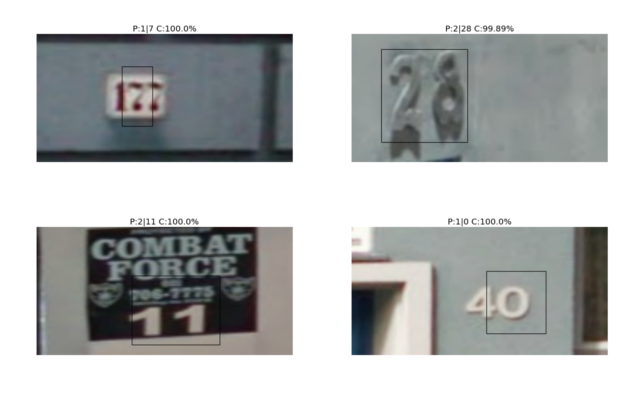 P:1|7 C:100.0%
177
P:2|28 C:99.89%
28
P:2|11 C:100.0%
COMBAT
FORCE
706-7775
11
P:1|0 C:100.0%
40